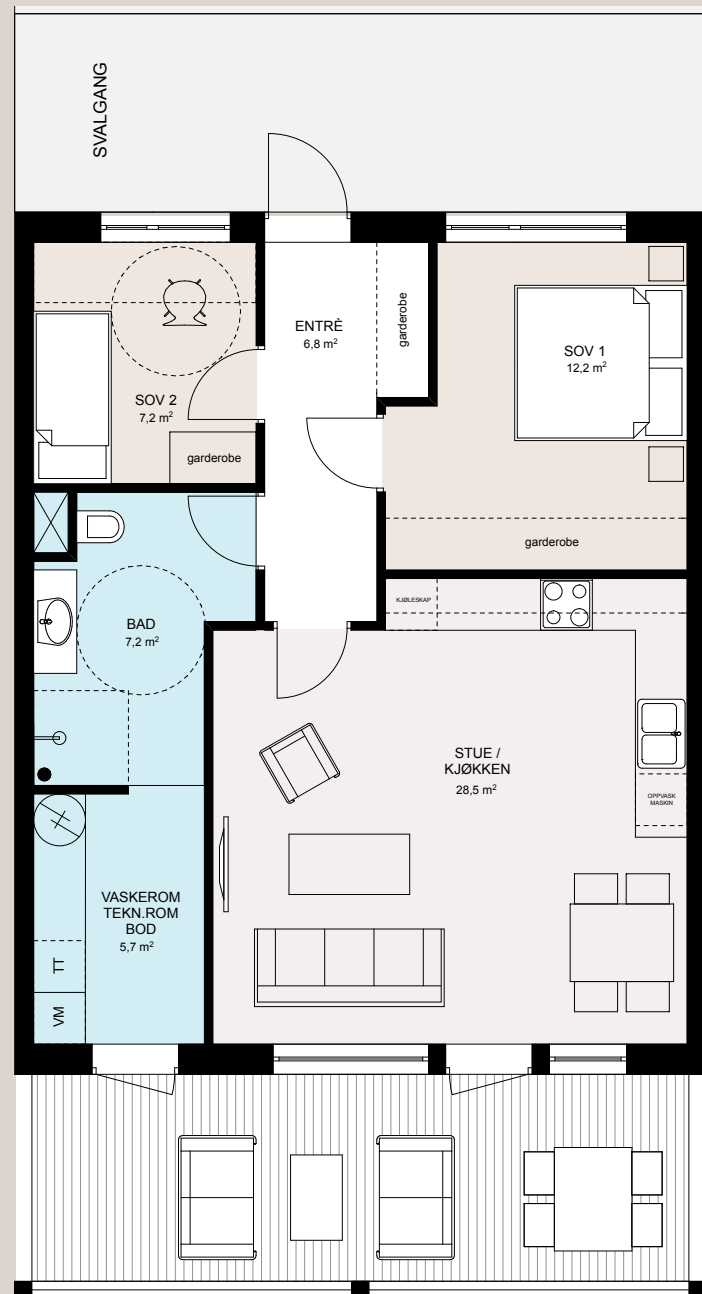 SVALGANG
ENTRÈ
6,8 m²
garderobe
SOV 1
12,2 m²
SOV 2
7,2 m²
garderobe
garderobe
KJØLESKAP
BAD
7,2 m²
STUE /
KJØKKEN
28,5 m²
OPPVASK
MASKIN
VASKEROM
TEKN.ROM
BOD
5,7 m²
TT
VM